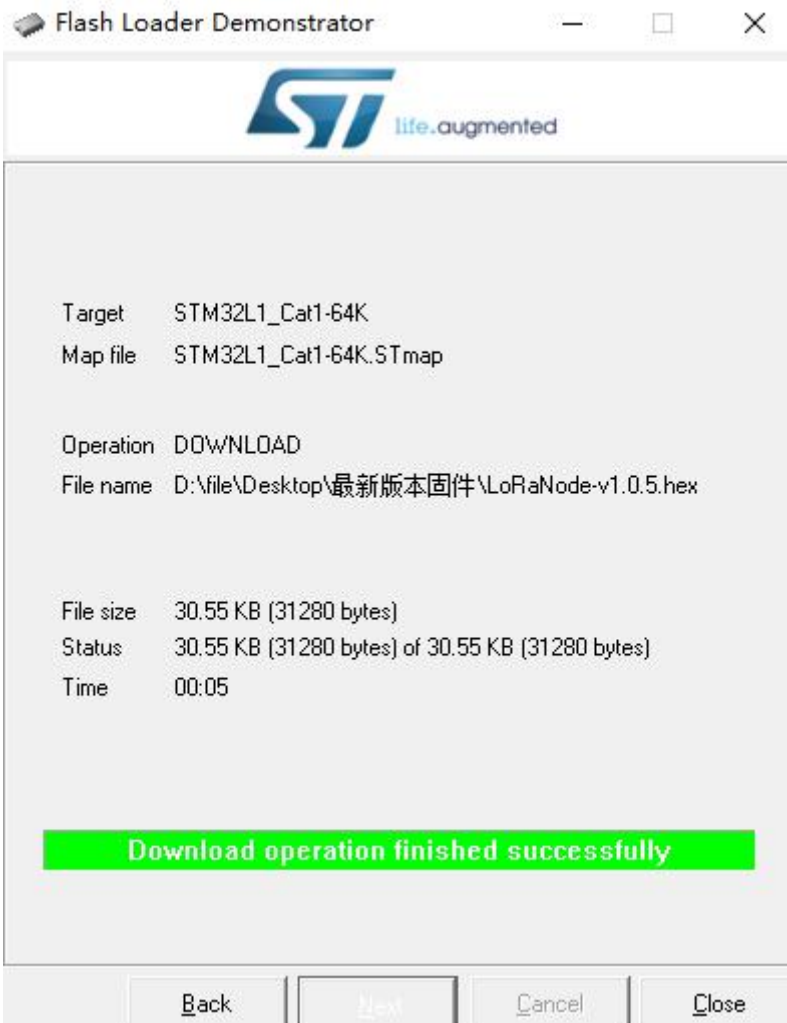 Flash Loader Demonstrator
ST life.augmented
Target STM32L1_Cat1-64K
Map file STM32L1_Cat1-64K.STmap
Operation DOWNLOAD
File name D:\file\Desktop\最新版本固件\LoRaNode-v1.0.5.hex
File size 30.55 KB (31280 bytes)
Status 30.55 KB (31280 bytes) of 30.55 KB (31280 bytes)
Time 00:05
Download operation finished successfully
Back Next Cancel Close